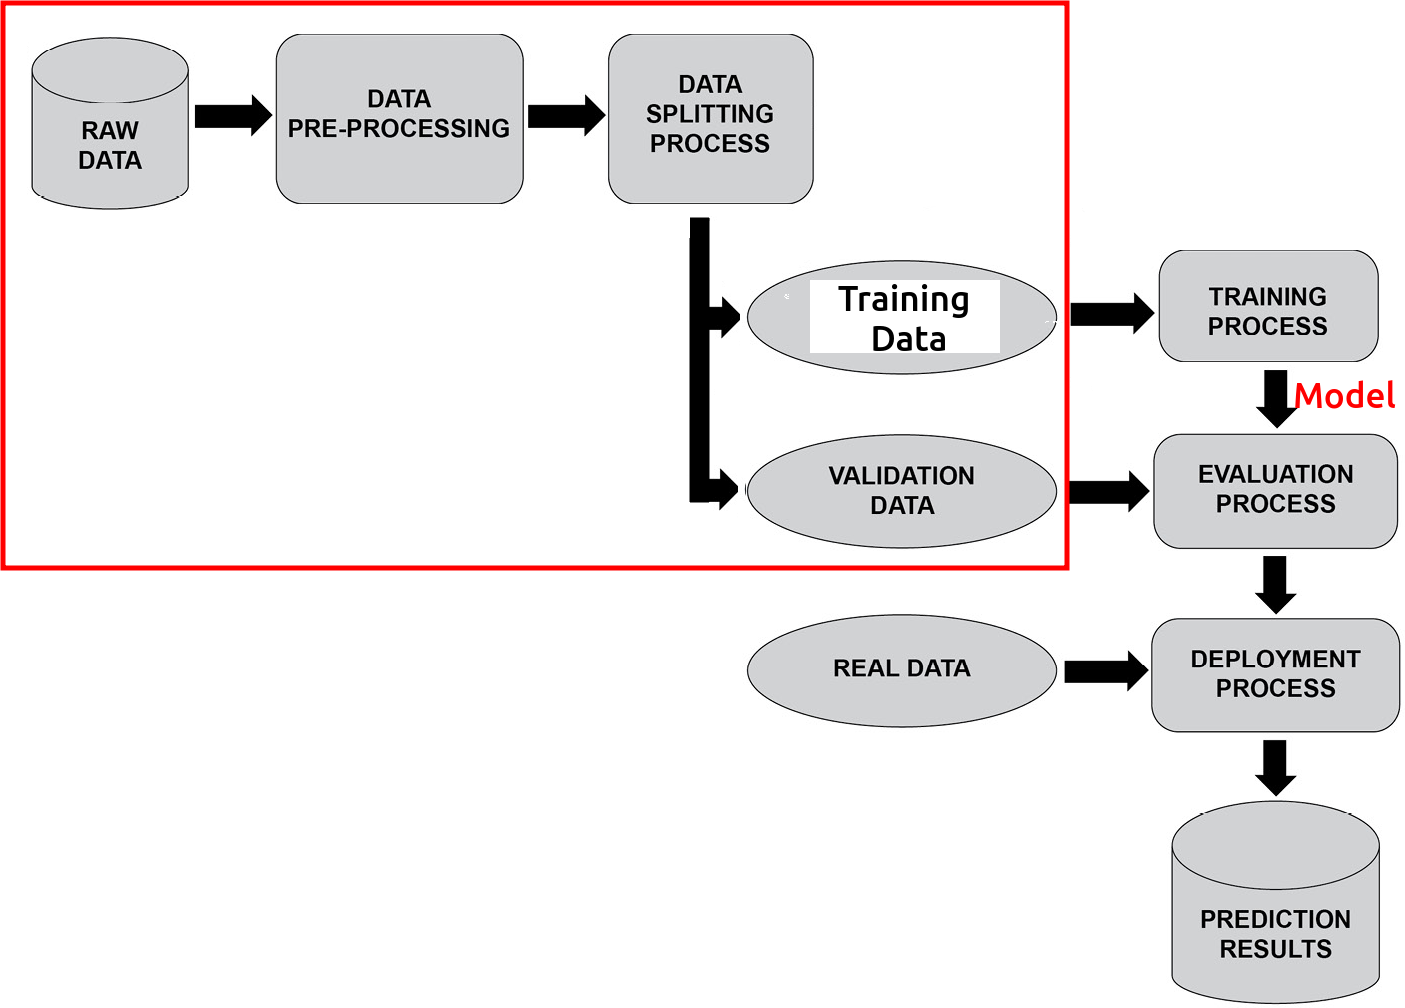 RAW
DATA
DATA
PRE-PROCESSING
DATA
SPLITTING
PROCESS
Training
Data
TRAINING
PROCESS
Model
VALIDATION
DATA
EVALUATION
PROCESS
REAL DATA
DEPLOYMENT
PROCESS
PREDICTION
RESULTS